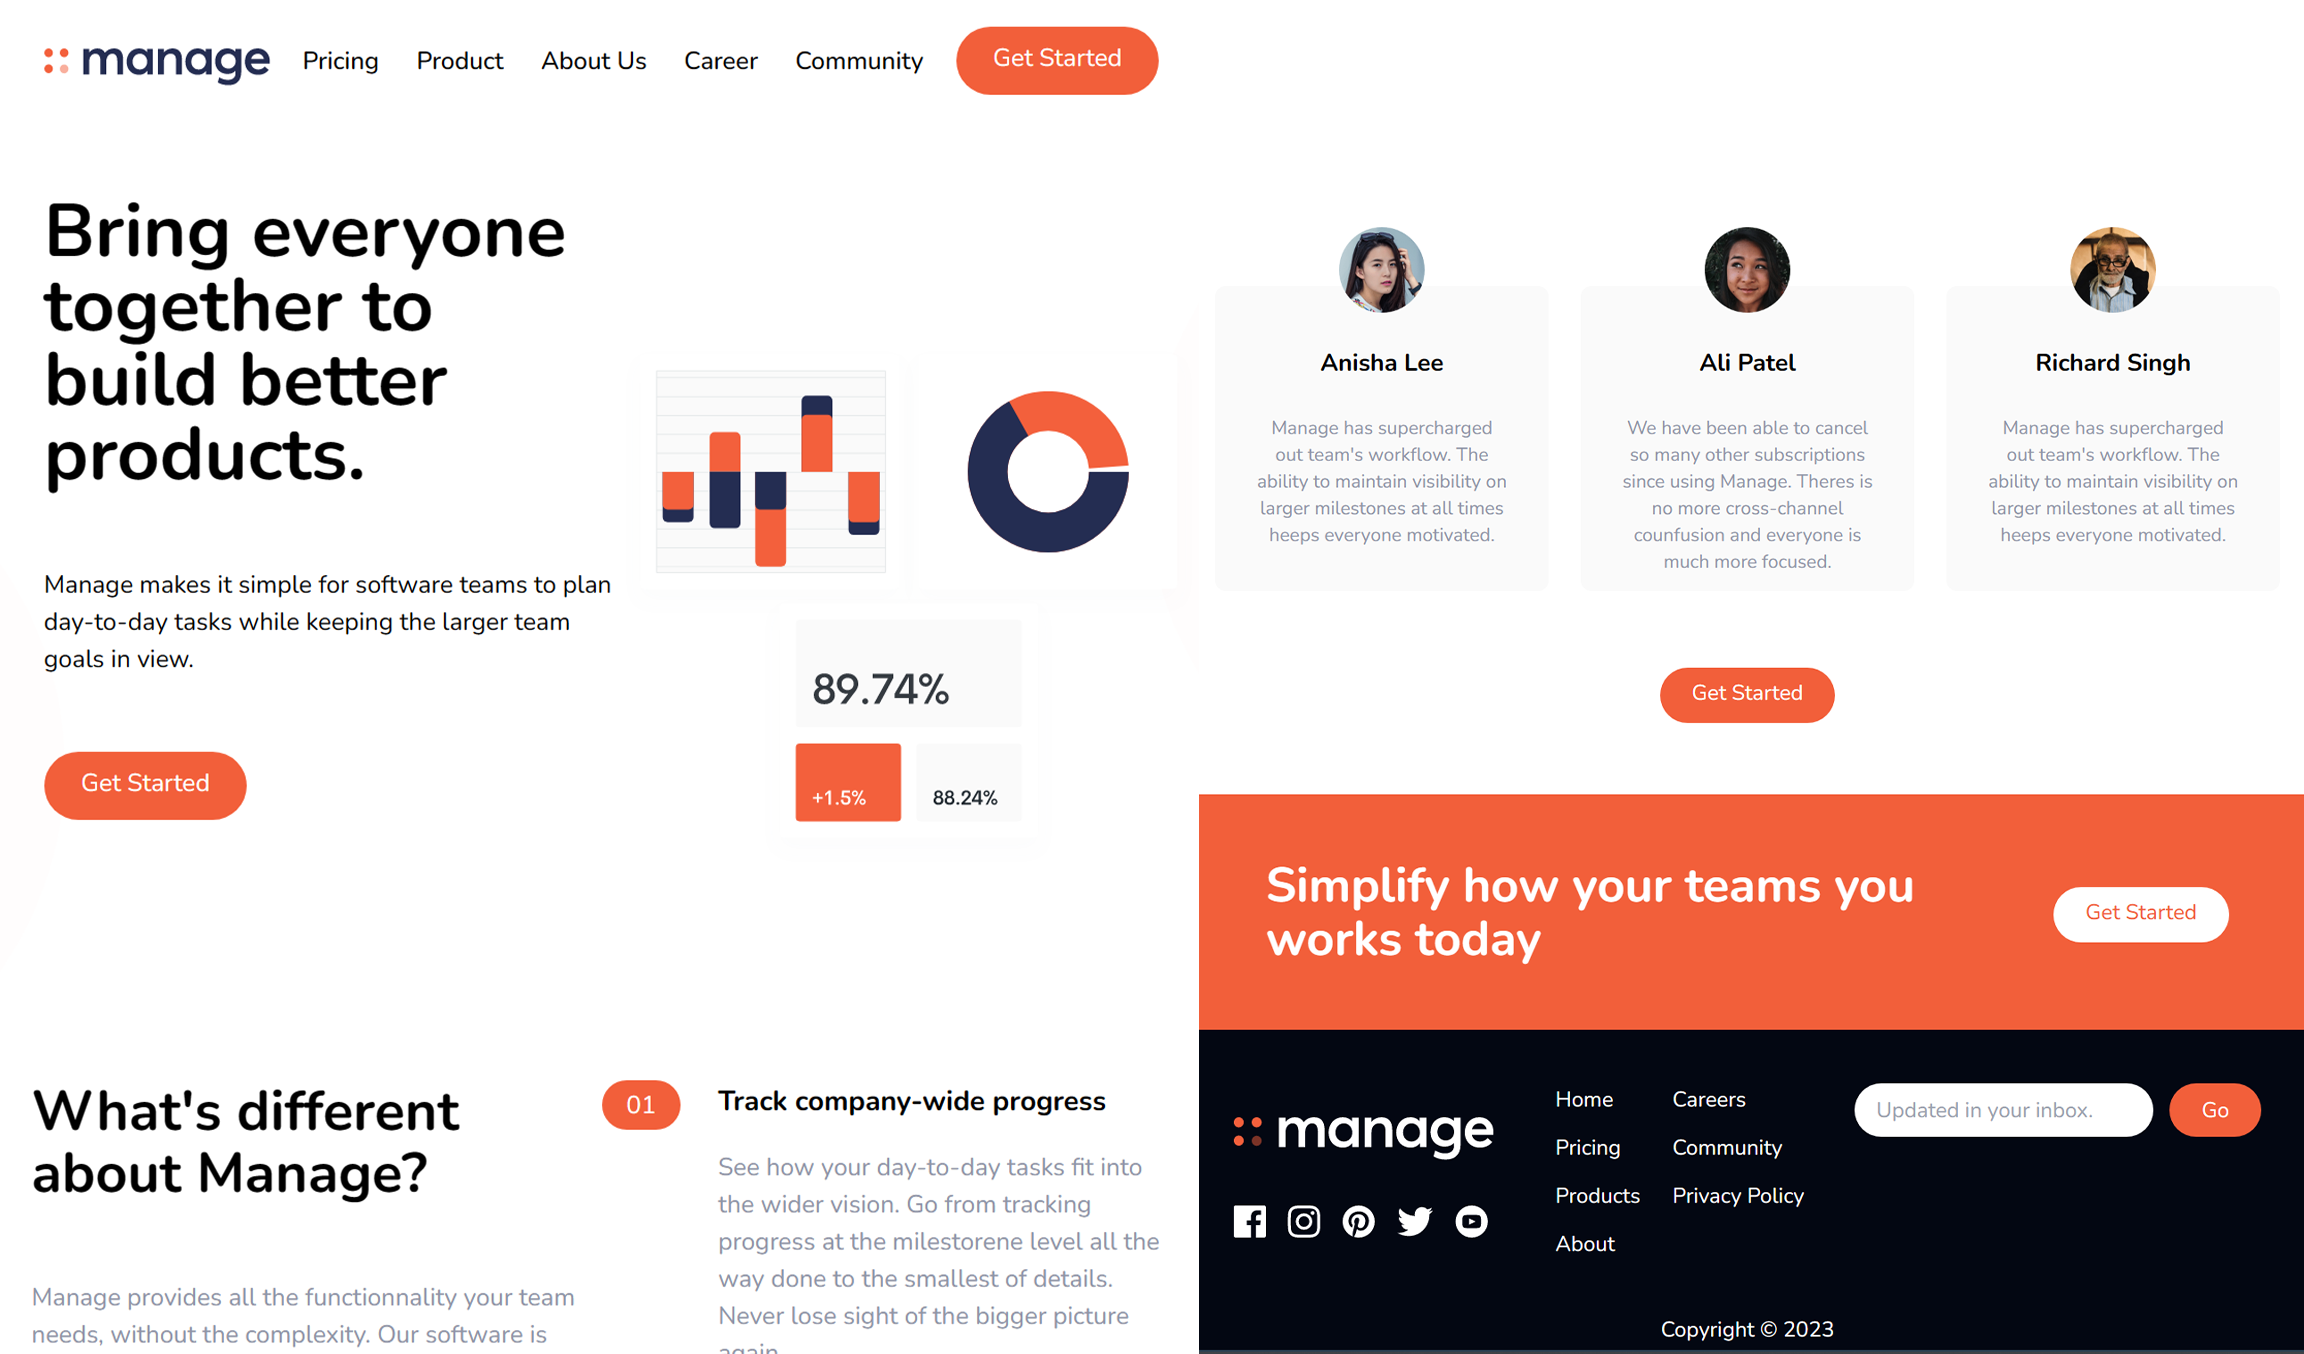 manage
Pricing
Product
About Us
Career
Community
Get Started
Bring everyone
together to
build better
products.
Manage makes it simple for software teams to plan
day-to-day tasks while keeping the larger team
goals in view.
Get Started
89.74%
+1.5%
88.24%
What's different
about Manage?
Manage provides all the functionnality your team
needs, without the complexity. Our software is
01
Track company-wide progress
See how your day-to-day tasks fit into
the wider vision. Go from tracking
progress at the milestorene level all the
way done to the smallest of details.
Never lose sight of the bigger picture
again
Anisha Lee
Manage has supercharged
out team's workflow. The
ability to maintain visibility on
larger milestones at all times
heeps everyone motivated.
Ali Patel
We have been able to cancel
so many other subscriptions
since using Manage. Theres is
no more cross-channel
counfusion and everyone is
much more focused.
Richard Singh
Manage has supercharged
out team's workflow. The
ability to maintain visibility on
larger milestones at all times
heeps everyone motivated.
Get Started
Simplify how your teams you
works today
Get Started
manage
Home
Pricing
Products
About
Careers
Community
Privacy Policy
Updated in your inbox.
Go
Copyright © 2023